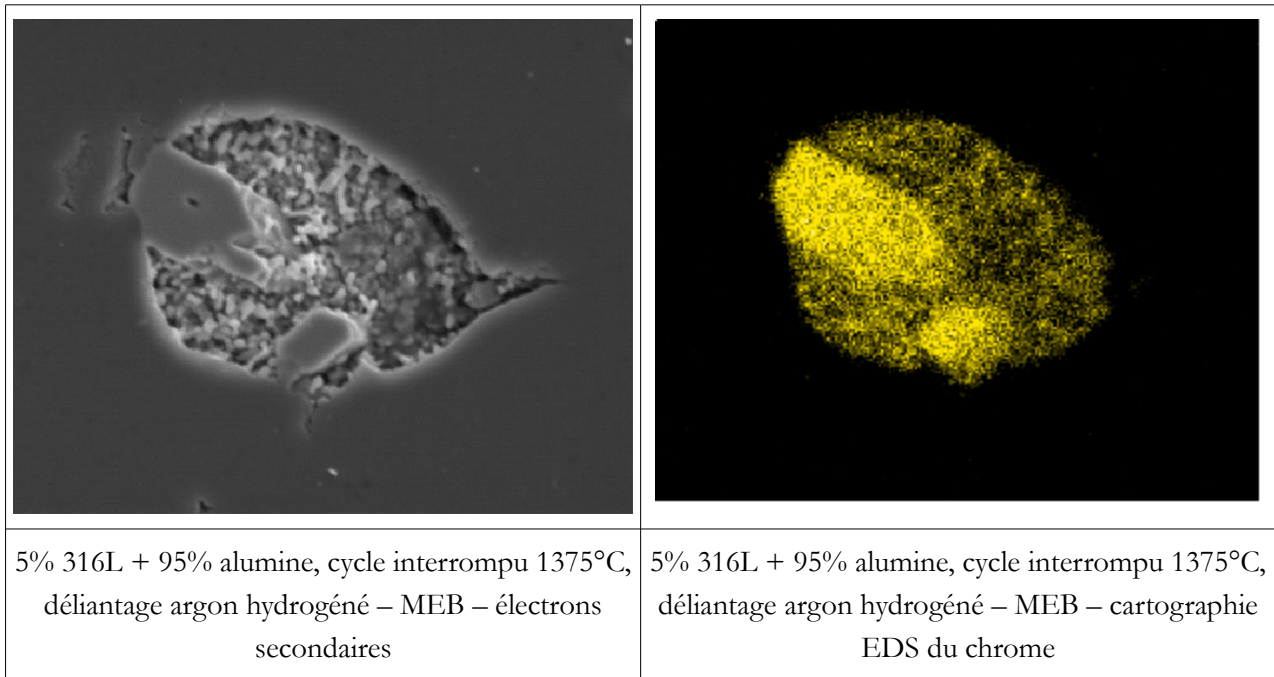 5% 316L + 95% alumine, cycle interrompu 1375°C,
déliantage argon hydrogéné – MEB – électrons
secondaires
5% 316L + 95% alumine, cycle interrompu 1375°C,
déliantage argon hydrogéné – MEB – cartographie
EDS du chrome